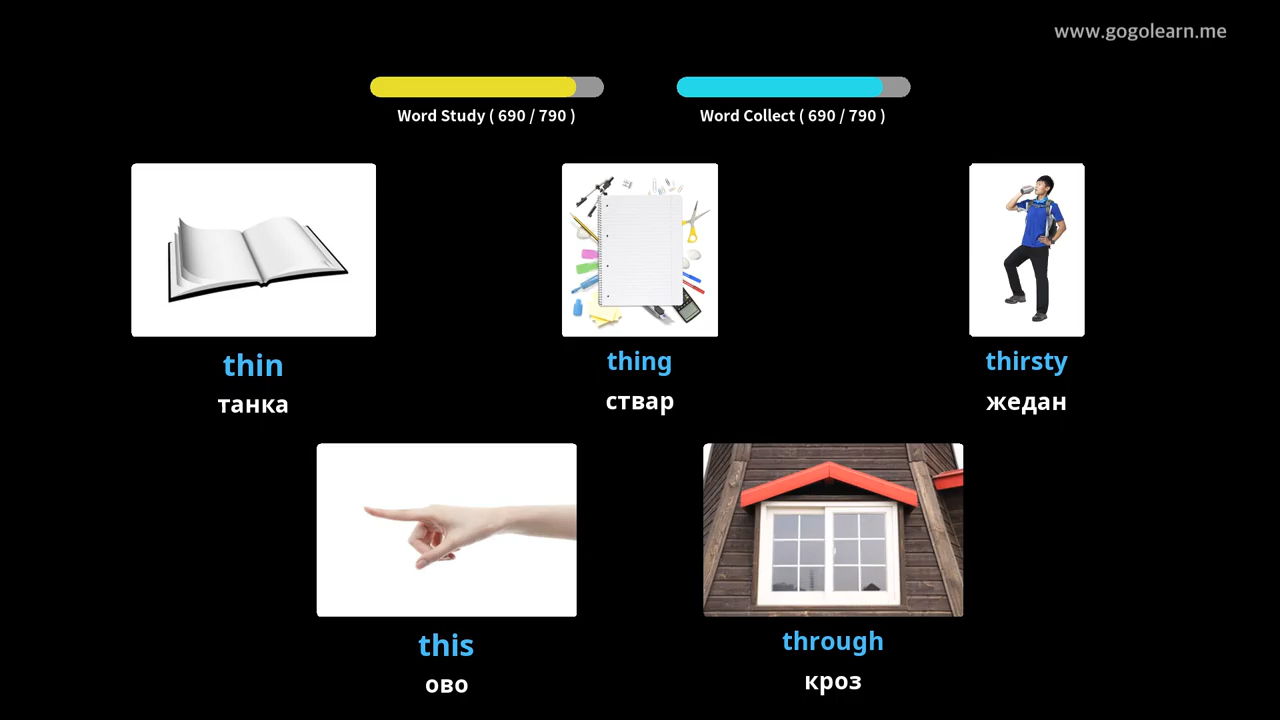 www.gogolearn.me
Word Study ( 690 / 790 )
Word Collect ( 690 / 790 )
thin
танка
thing
ствар
thirsty
жедан
this
ово
through
кроз